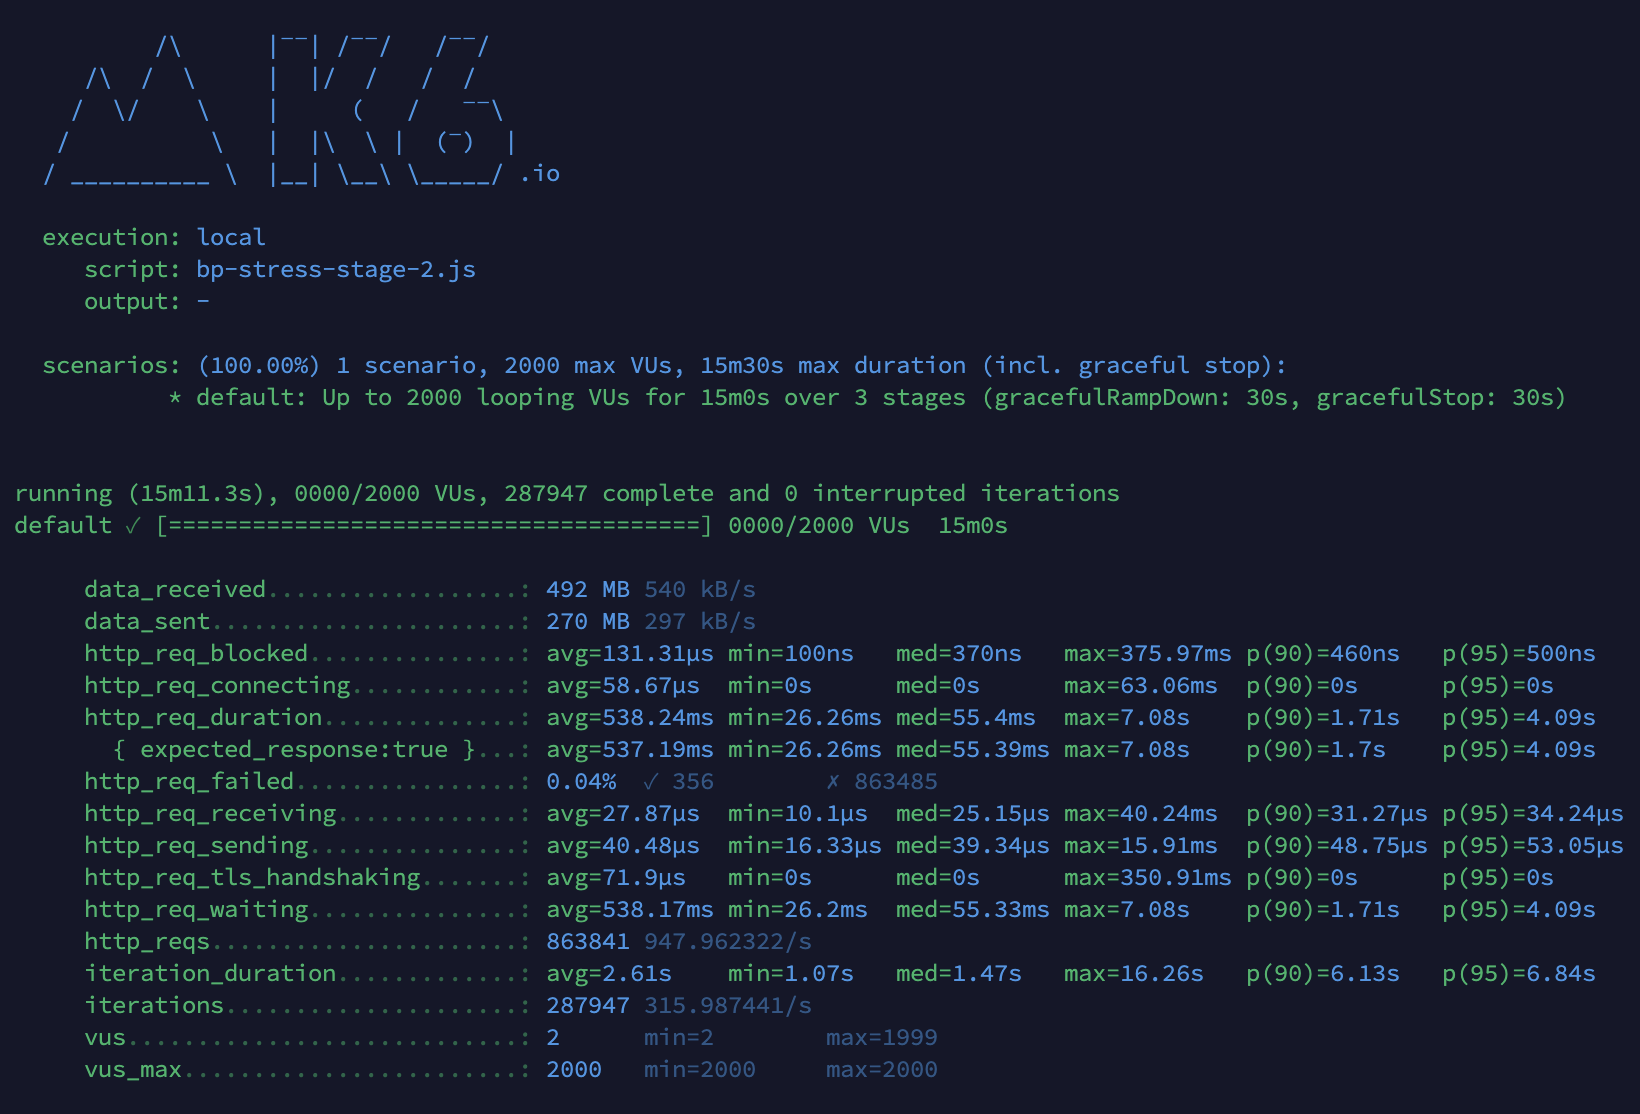 /\      |‾‾| /‾‾/   /‾‾/
     /\  /  \     |  |/  /   /  /
    /  \/    \    |     (   /   ‾‾\
   /          \   |  |\  \ |  (‾)  |
  / __________ \  |__| \__\ \_____/ .io
  execution: local
     script: bp-stress-stage-2.js
     output: -
  scenarios: (100.00%) 1 scenario, 2000 max VUs, 15m30s max duration (incl. graceful stop):
           * default: Up to 2000 looping VUs for 15m0s over 3 stages (gracefulRampDown: 30s, gracefulStop: 30s)
running (15m11.3s), 0000/2000 VUs, 287947 complete and 0 interrupted iterations
default ✓ [======================================] 0000/2000 VUs  15m0s
     data_received..................: 492 MB 540 kB/s
     data_sent......................: 270 MB 297 kB/s
     http_req_blocked...............: avg=131.31µs min=100ns   med=370ns   max=375.97ms p(90)=460ns   p(95)=500ns
     http_req_connecting............: avg=58.67µs  min=0s      med=0s      max=63.06ms  p(90)=0s      p(95)=0s
     http_req_duration..............: avg=538.24ms min=26.26ms med=55.4ms  max=7.08s    p(90)=1.71s   p(95)=4.09s
       { expected_response:true }...: avg=537.19ms min=26.26ms med=55.39ms max=7.08s    p(90)=1.7s    p(95)=4.09s
     http_req_failed................: 0.04%  ✓ 356        ✗ 863485
     http_req_receiving.............: avg=27.87µs  min=10.1µs  med=25.15µs max=40.24ms  p(90)=31.27µs p(95)=34.24µs
     http_req_sending...............: avg=40.48µs  min=16.33µs med=39.34µs max=15.91ms  p(90)=48.75µs p(95)=53.05µs
     http_req_tls_handshaking.......: avg=71.9µs   min=0s      med=0s      max=350.91ms p(90)=0s      p(95)=0s
     http_req_waiting...............: avg=538.17ms min=26.2ms  med=55.33ms max=7.08s    p(90)=1.71s   p(95)=4.09s
     http_reqs......................: 863841 947.962322/s
     iteration_duration.............: avg=2.61s    min=1.07s   med=1.47s   max=16.26s   p(90)=6.13s   p(95)=6.84s
     iterations.....................: 287947 315.987441/s
     vus............................: 2      min=2        max=1999
     vus_max........................: 2000   min=2000     max=2000